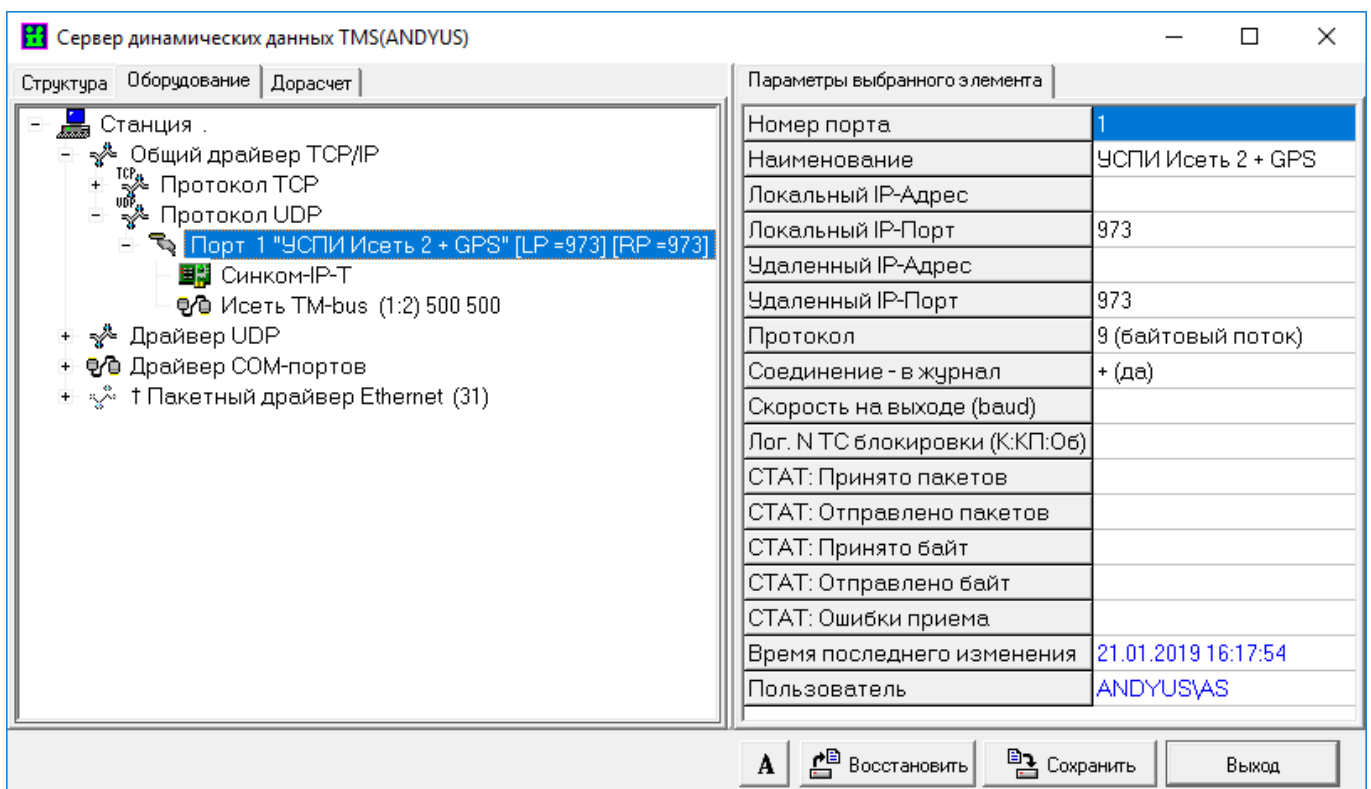 Сервер динамических данных TMS(ANDYUS)
Структура Оборудование Дорасчет
Станция .
Общий драйвер TCP/IP
TCP Протокол TCP
UDP Протокол UDP
Порт 1 "УСПИ Исеть 2 + GPS" [LP =973] [RP =973]
Синком-IP-T
Исеть TM-bus (1:2) 500 500
Драйвер UDP
Драйвер COM-портов
† Пакетный драйвер Ethernet (31)
Параметры выбранного элемента
Номер порта 1
Наименование УСПИ Исеть 2 + GPS
Локальный IP-Адрес
Локальный IP-Порт 973
Удаленный IP-Адрес
Удаленный IP-Порт 973
Протокол 9 (байтовый поток)
Соединение - в журнал + (да)
Скорость на выходе (baud)
Лог. N ТС блокировки (К:КП:Об)
СТАТ: Принято пакетов
СТАТ: Отправлено пакетов
СТАТ: Принято байт
СТАТ: Отправлено байт
СТАТ: Ошибки приема
Время последнего изменения 21.01.2019 16:17:54
Пользователь ANDYUS\AS
A Восстановить Сохранить Выход